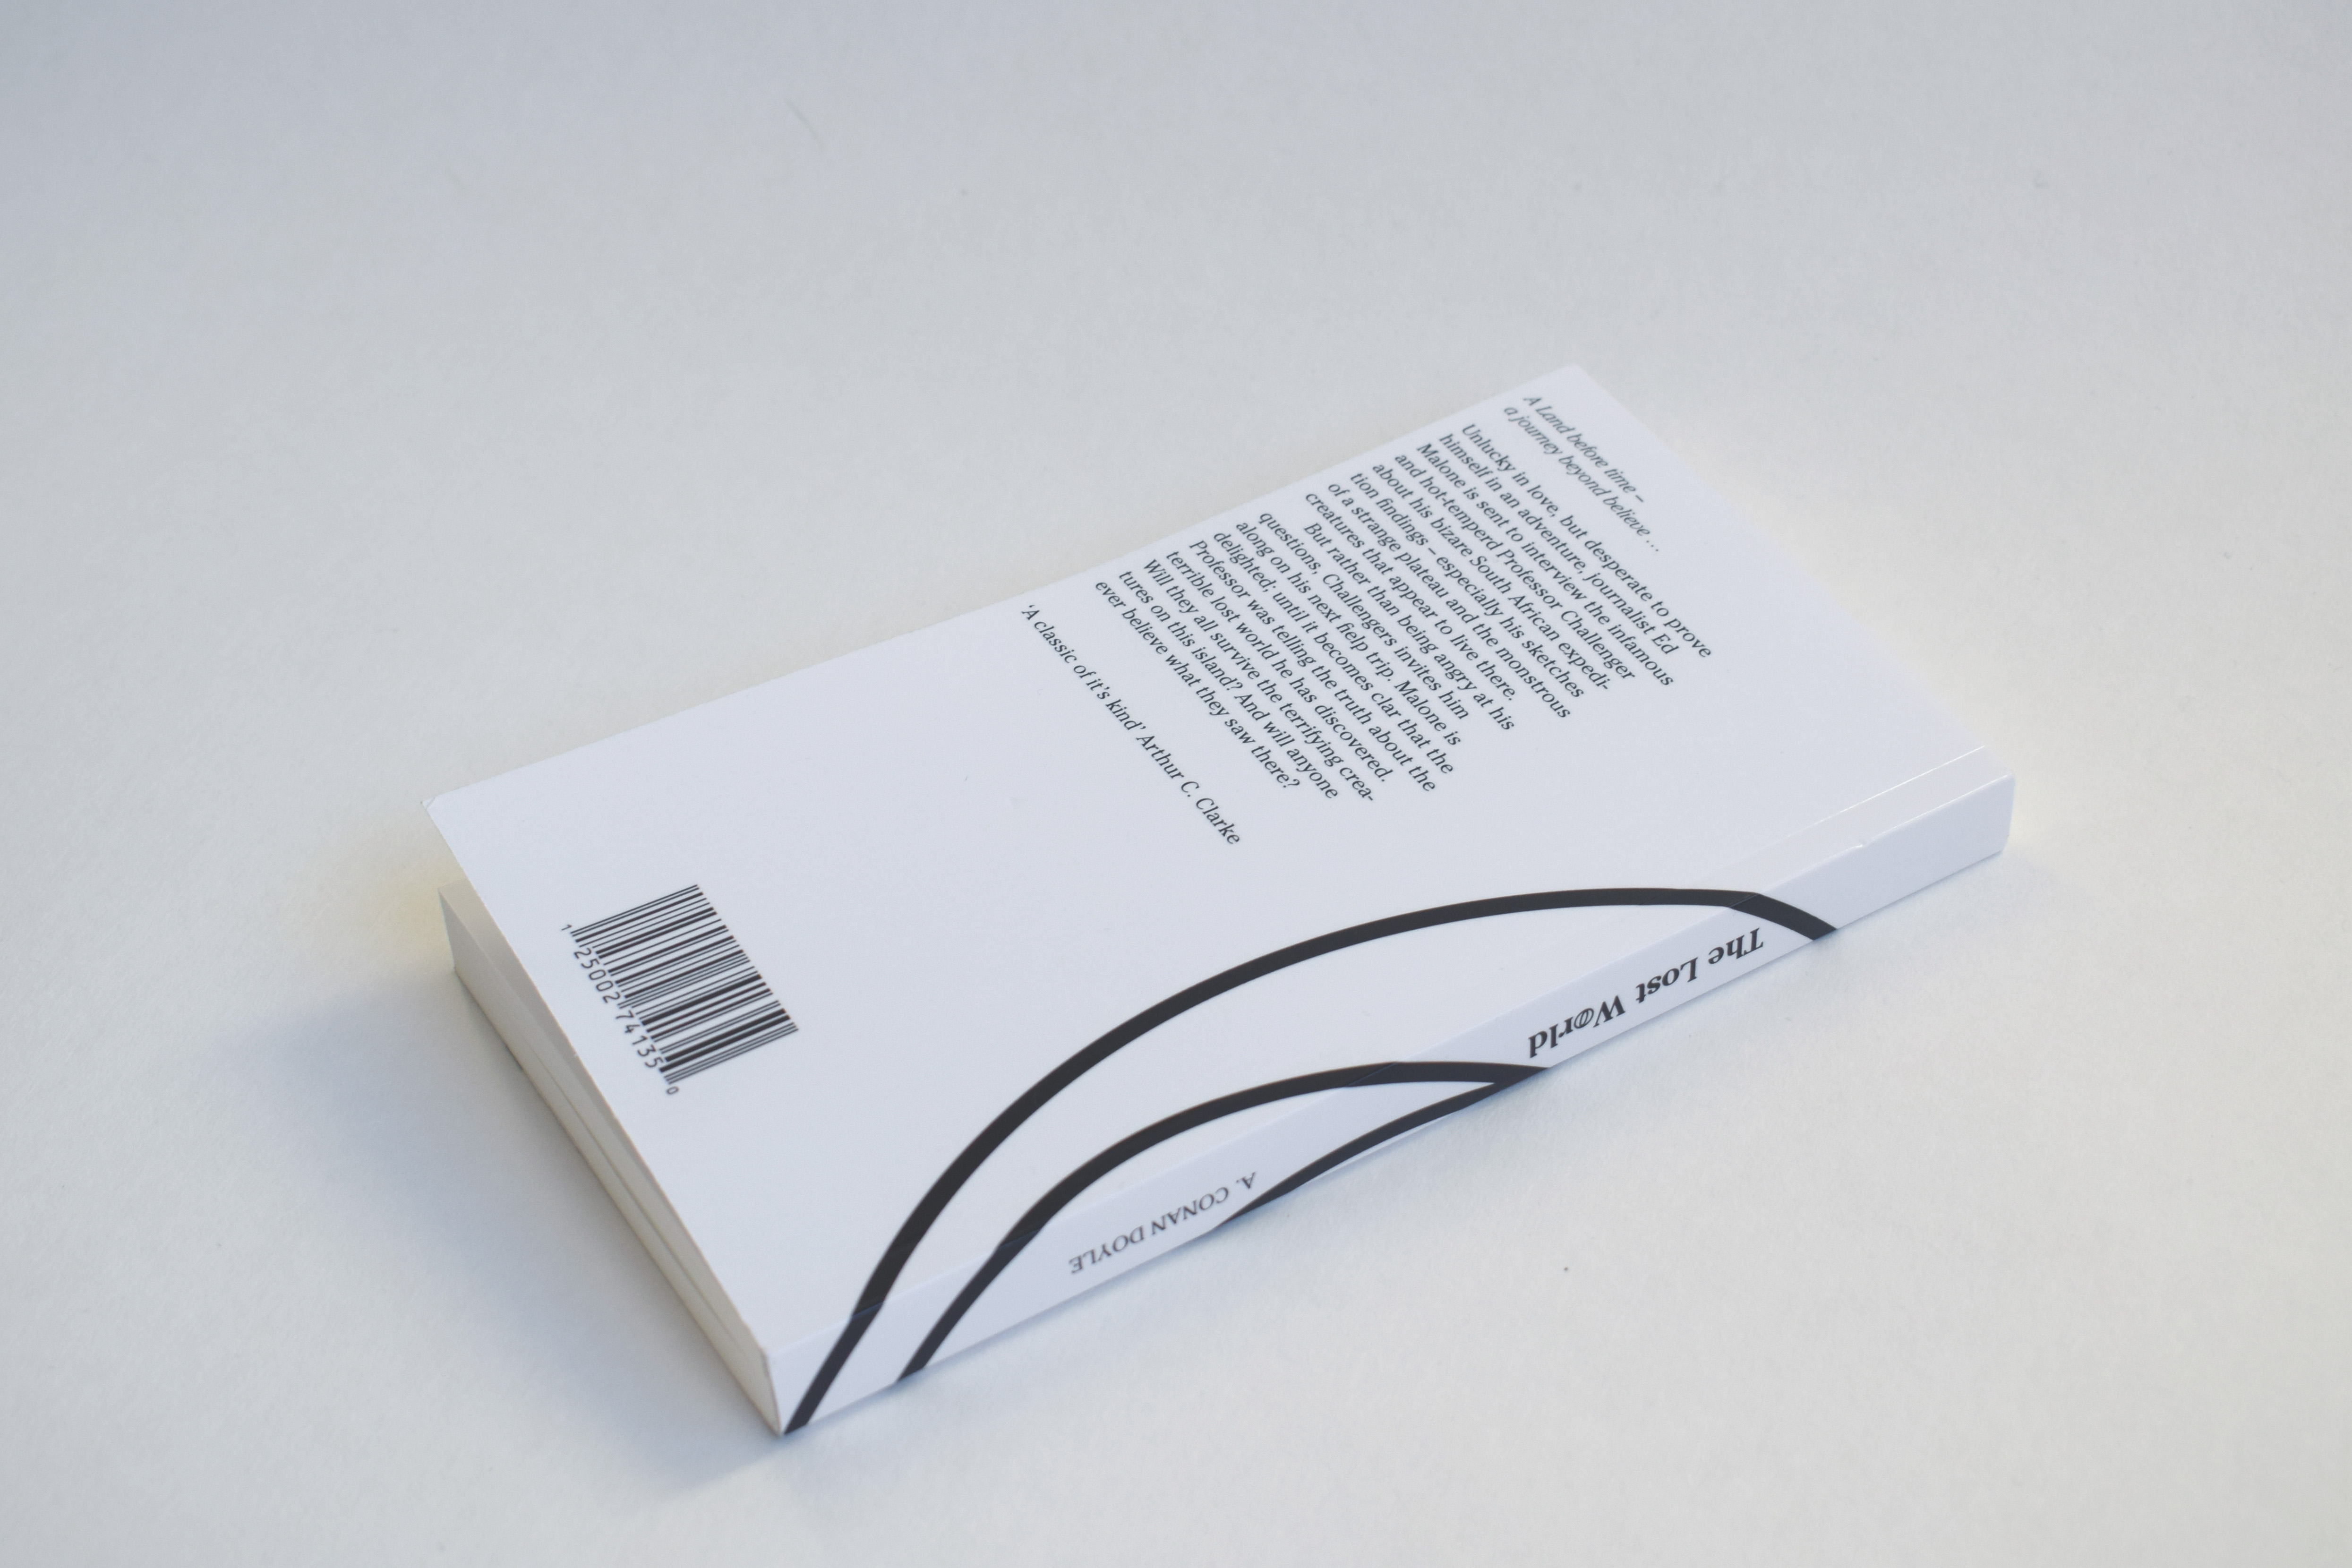 A Land before time –
a journey beyond believe ...
Unlucky in love, but desperate to prove
himself in an adventure, journalist Ed
Malone is sent to interview the infamous
and hot-temperd Professor Challenger
about his bizare South African expedi-
tion findings – especially his sketches
of a strange plateau and the monstrous
creatures that appear to live there.
But rather than being angry at his
questions, Challengers invites him
along on his next fielp trip. Malone is
delighted; until it becomes clar that the
Professor was telling the truth about the
terrible lost world he has discovered.
Will they all survive the terrifying crea-
tures on this island? And will anyone
ever believe what they saw there?
‘A classic of it’s kind’ Arthur C. Clarke
1 25002 74135 0
The Lost World
A. CONAN DOYLE